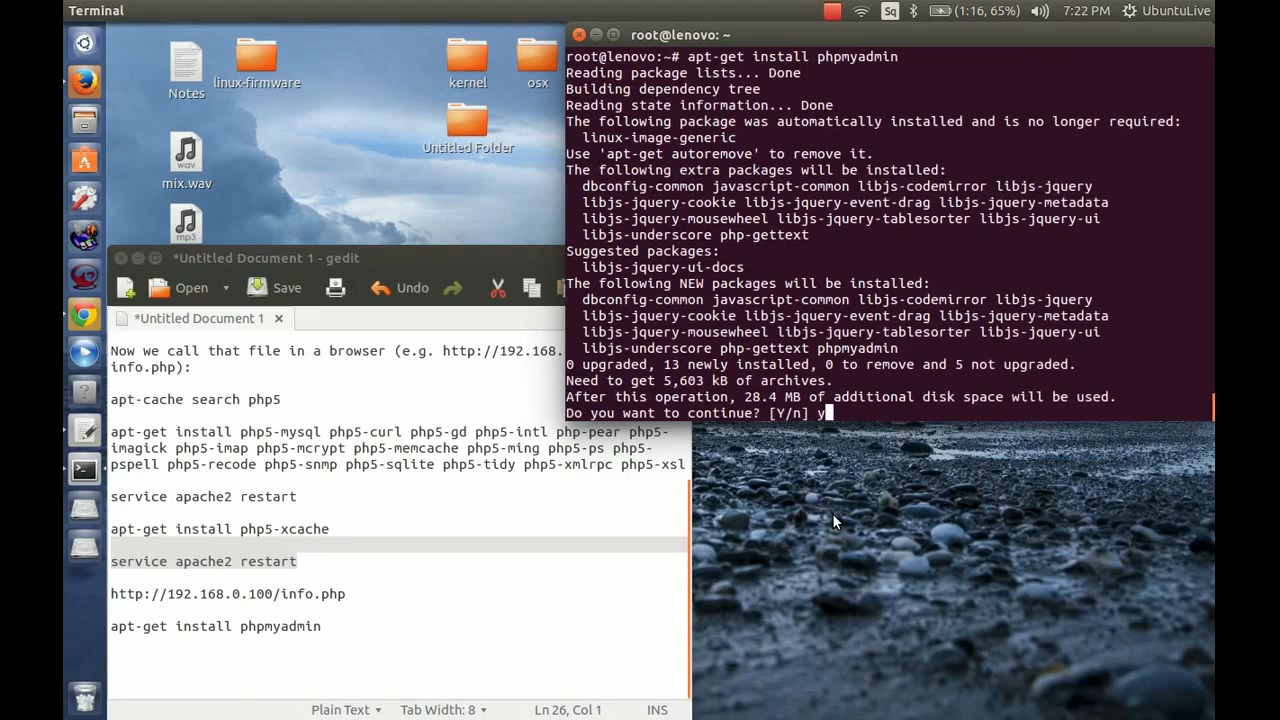 Terminal
Sq
(1:16, 65%)
7:22 PM
UbuntuLive
Notes
linux-firmware
kernel
osx
Untitled Folder
wav
mix.wav
mp3
root@lenovo: ~
root@lenovo:~# apt-get install phpmyadmin
Reading package lists... Done
Building dependency tree
Reading state information... Done
The following package was automatically installed and is no longer required:
linux-image-generic
Use 'apt-get autoremove' to remove it.
The following extra packages will be installed:
dbconfig-common javascript-common libjs-codemirror libjs-jquery
libjs-jquery-cookie libjs-jquery-event-drag libjs-jquery-metadata
libjs-jquery-mousewheel libjs-jquery-tablesorter libjs-jquery-ui
libjs-underscore php-gettext
Suggested packages:
libjs-jquery-ui-docs
The following NEW packages will be installed:
dbconfig-common javascript-common libjs-codemirror libjs-jquery
libjs-jquery-cookie libjs-jquery-event-drag libjs-jquery-metadata
libjs-jquery-mousewheel libjs-jquery-tablesorter libjs-jquery-ui
libjs-underscore php-gettext phpmyadmin
0 upgraded, 13 newly installed, 0 to remove and 5 not upgraded.
Need to get 5,603 kB of archives.
After this operation, 28.4 MB of additional disk space will be used.
Do you want to continue? [Y/n] y
*Untitled Document 1 - gedit
Open
Save
Undo
*Untitled Document 1
Now we call that file in a browser (e.g. http://192.168.
info.php):
apt-cache search php5
apt-get install php5-mysql php5-curl php5-gd php5-intl php-pear php5-
imagick php5-imap php5-mcrypt php5-memcache php5-ming php5-ps php5-
pspell php5-recode php5-snmp php5-sqlite php5-tidy php5-xmlrpc php5-xsl
service apache2 restart
apt-get install php5-xcache
service apache2 restart
http://192.168.0.100/info.php
apt-get install phpmyadmin
Plain Text
Tab Width: 8
Ln 26, Col 1
INS